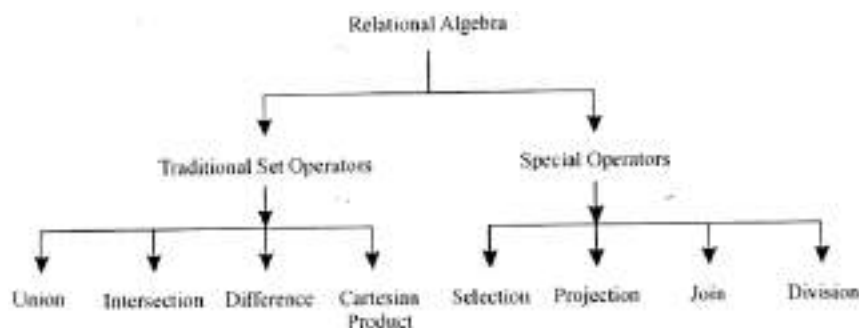 Relational Algebra
Traditional Set Operators
Special Operators
Union
Intersection
Difference
Cartesian
Product
Selection
Projection
Join
Division